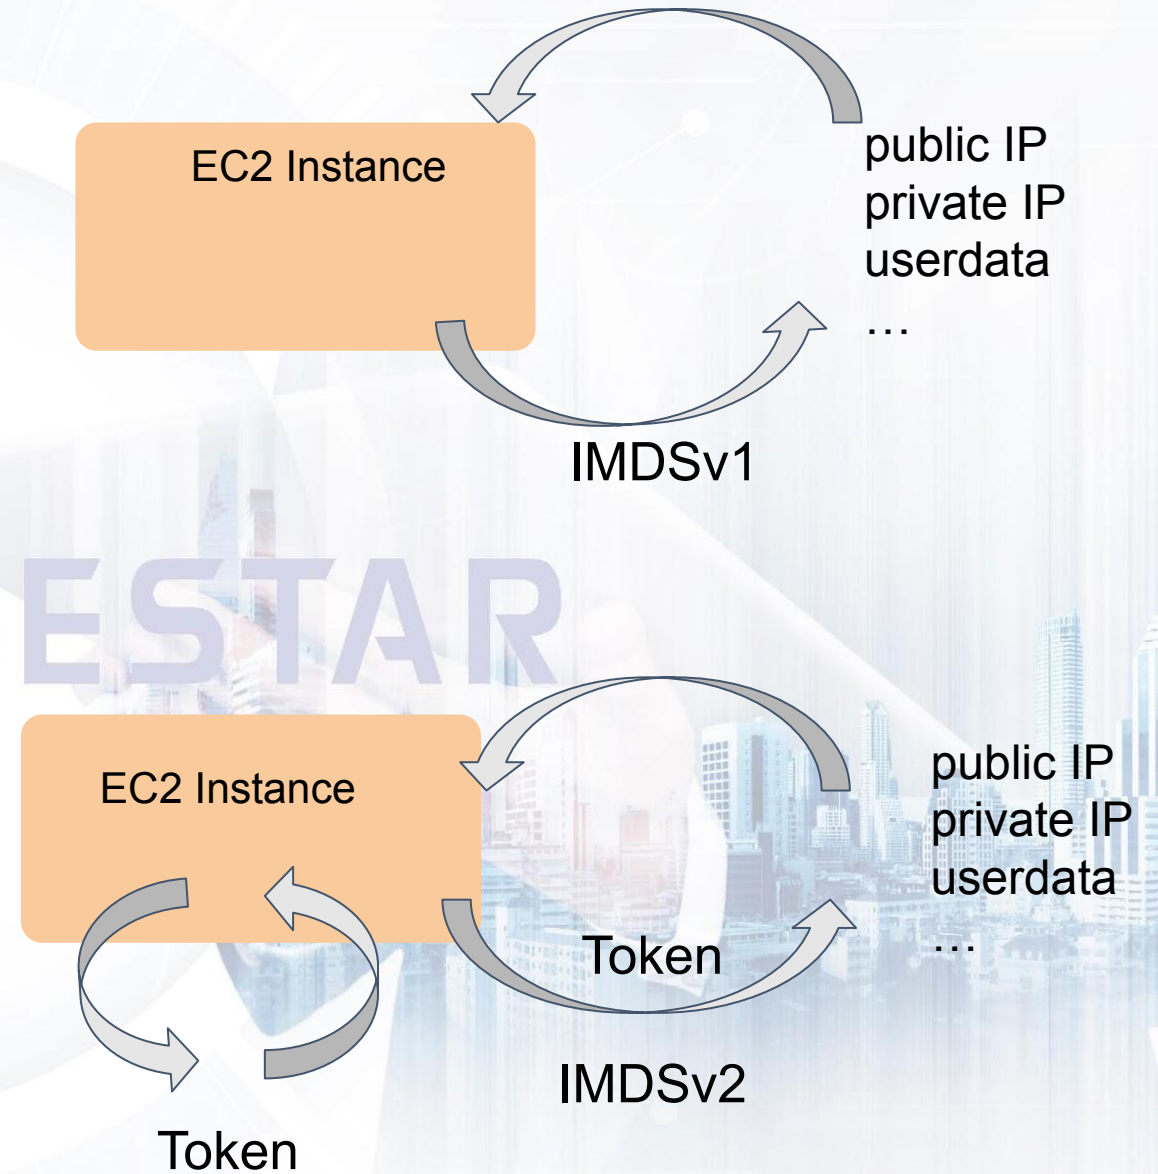 EC2 Instance
public IP
private IP
userdata
…
IMDSv1
ESTAR
EC2 Instance
public IP
private IP
userdata
…
Token
IMDSv2
Token